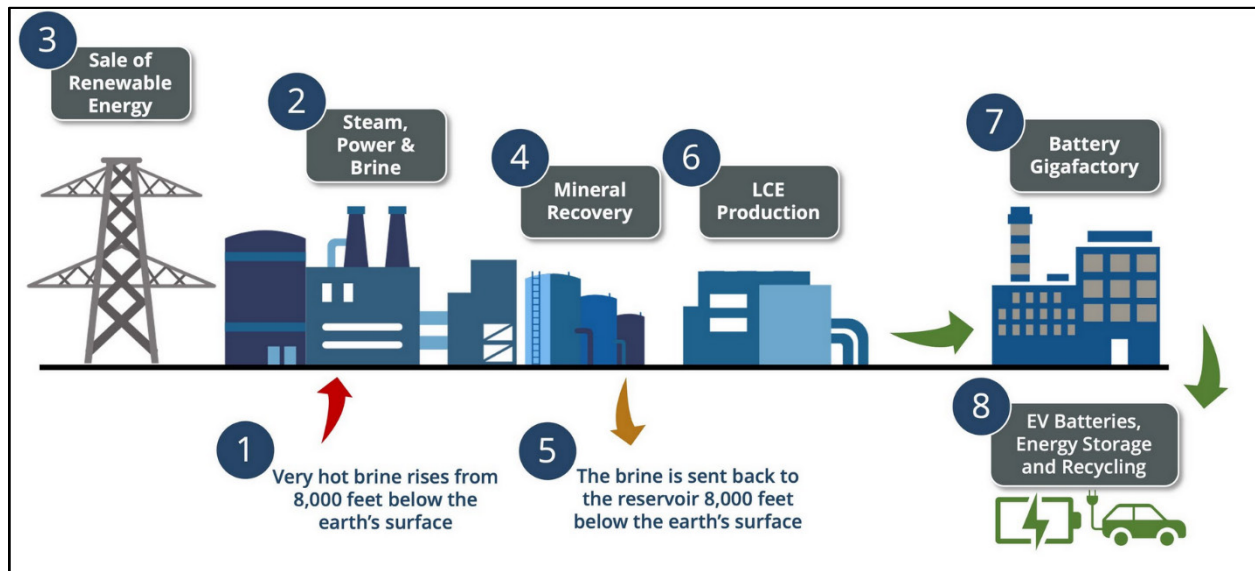 3
Sale of
Renewable
Energy
2
Steam,
Power &
Brine
4
Mineral
Recovery
6
LCE
Production
7
Battery
Gigafactory
1
Very hot brine rises from
8,000 feet below the
earth's surface
5
The brine is sent back to
the reservoir 8,000 feet
below the earth's surface
8
EV Batteries,
Energy Storage
and Recycling